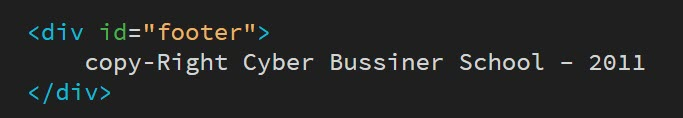 <div id="footer">
copy-Right Cyber Bussiner School – 2011
</div>